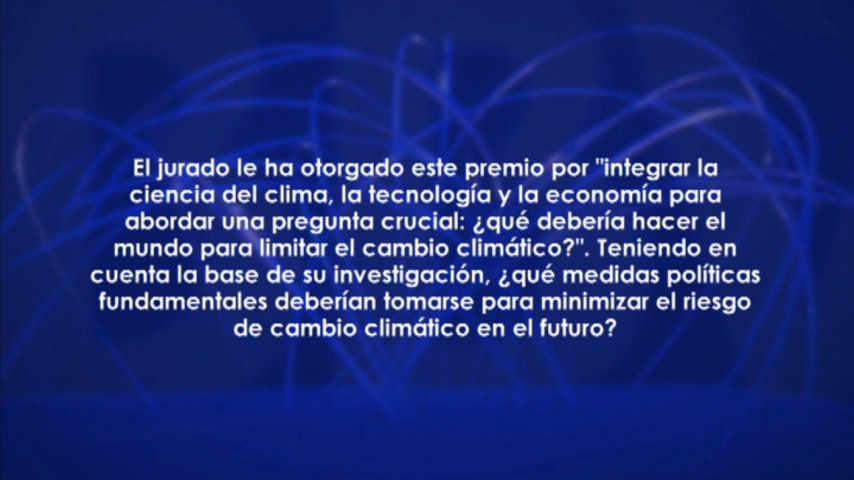 El jurado le ha otorgado este premio por "integrar la
ciencia del clima, la tecnología y la economía para
abordar una pregunta crucial: ¿qué debería hacer el
mundo para limitar el cambio climático?". Teniendo en
cuenta la base de su investigación, ¿qué medidas políticas
fundamentales deberían tomarse para minimizar el riesgo
de cambio climático en el futuro?